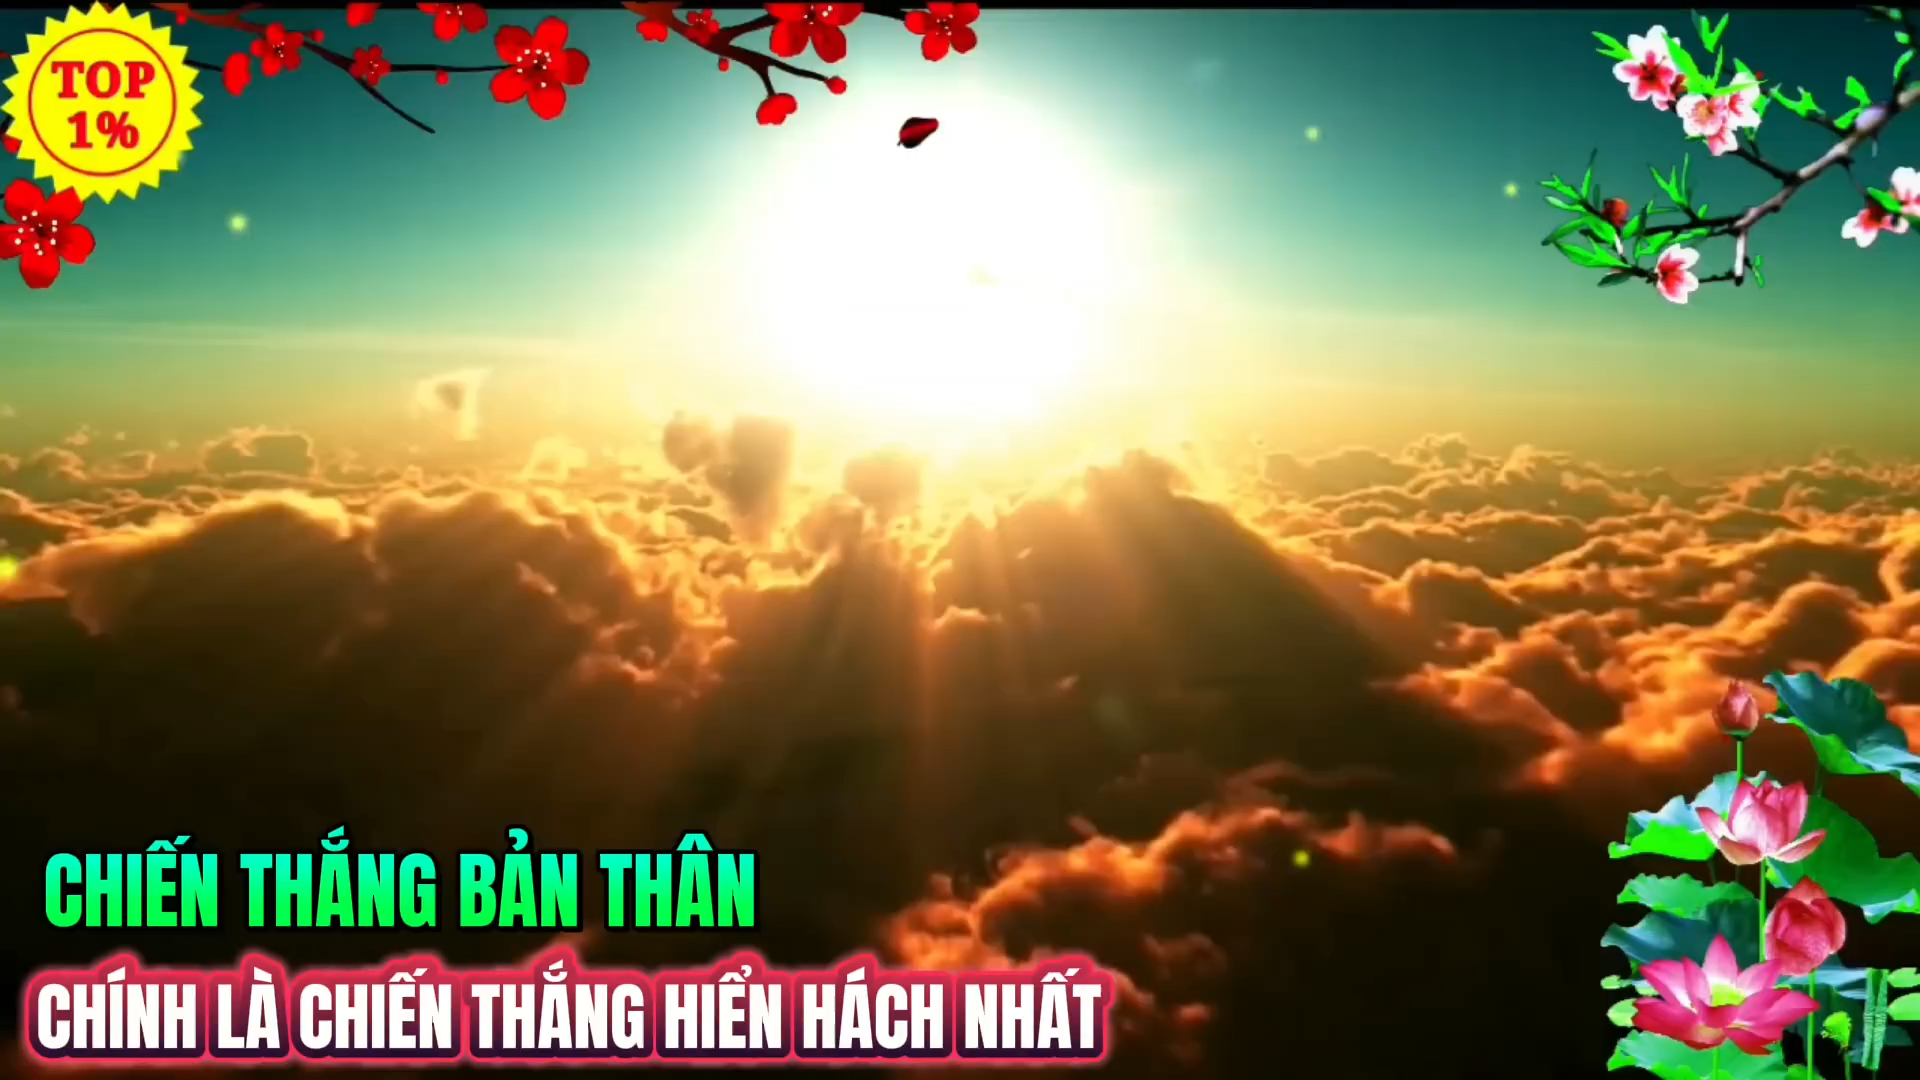 TOP
1%
CHIẾN THẮNG BẢN THÂN
CHÍNH LÀ CHIẾN THẮNG HIỂN HÁCH NHẤT